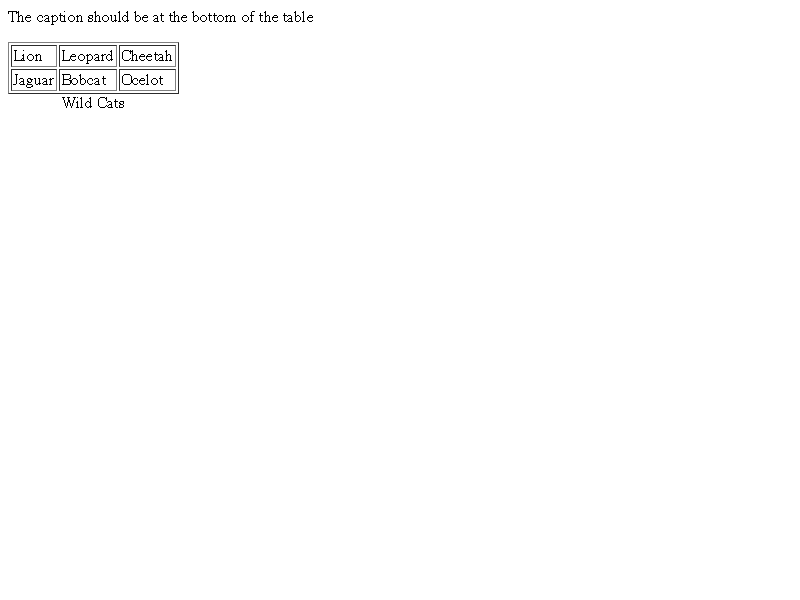 The caption should be at the bottom of the table
Lion Leopard Cheetah
Jaguar Bobcat Ocelot
Wild Cats